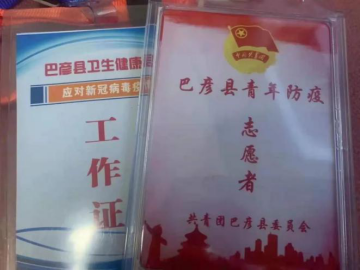 巴彦县卫生健康
应对新冠病毒
工作证
巴彦县青年防疫
志愿者
共青团巴彦县委员会